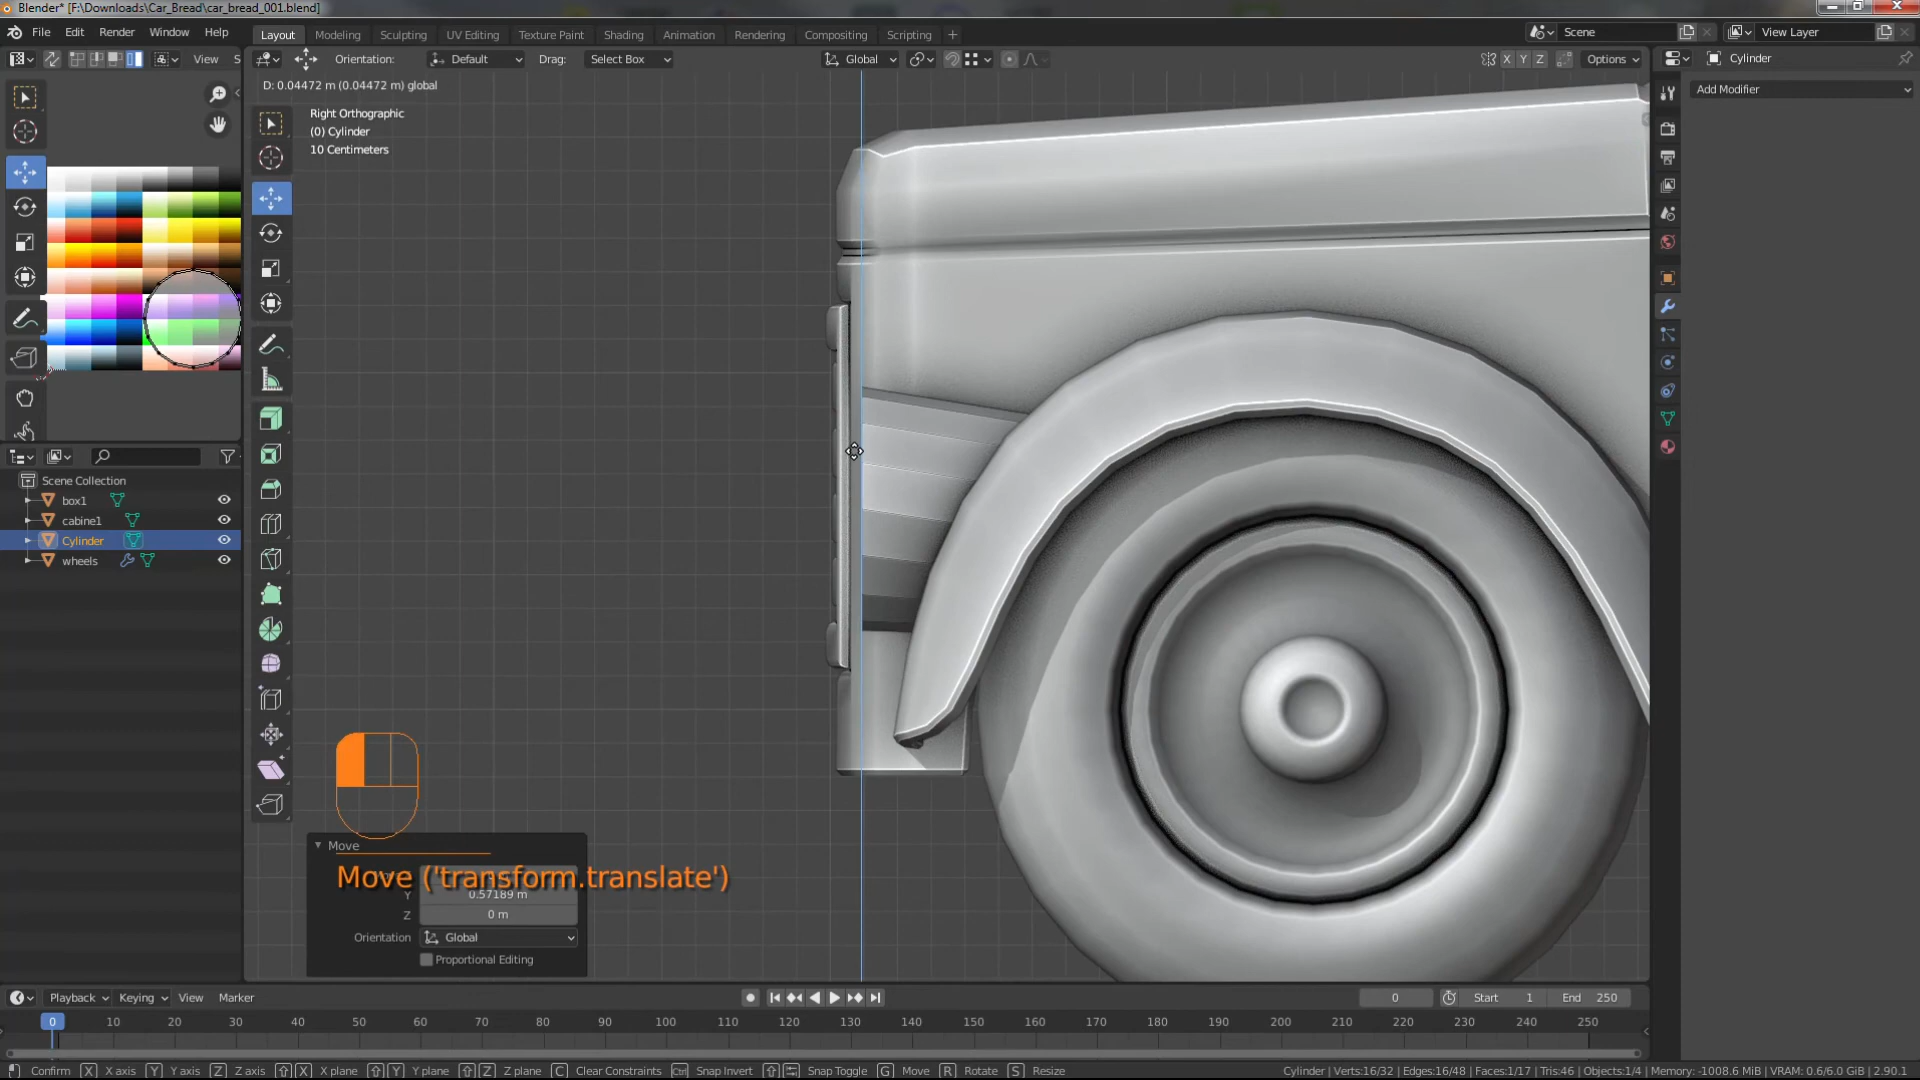 Blender* [F:\Downloads\Car_Bread\car_bread_001.blend]
File Edit Render Window Help
Layout Modeling Sculpting UV Editing Texture Paint Shading Animation Rendering Compositing Scripting +
Scene
View Layer
View S
Orientation: Default Drag: Select Box
Global
X Y Z
Options
Cylinder
D: 0.04472 m (0.04472 m) global
Add Modifier
Right Orthographic
(0) Cylinder
10 Centimeters
Scene Collection
box1
cabine1
Cylinder
wheels
Move
Move ('transform.translate')
Y 0.57189 m
Z 0 m
Orientation Global
Proportional Editing
Playback Keying View Marker
0
Start 1
End 250
0 10 20 30 40 50 60 70 80 90 100 110 120 130 140 150 160 170 180 190 200 210 220 230 240 250
Confirm X X axis Y Y axis Z Z axis X X plane Y Y plane Z Z plane C Clear Constraints Ctrl Snap Invert Snap Toggle G Move R Rotate S Resize
Cylinder | Verts:16/32 | Edges:16/48 | Faces:1/17 | Tris:46 | Objects:1/4 | Memory: -1008.6 MiB | VRAM: 0.6/6.0 GiB | 2.90.1